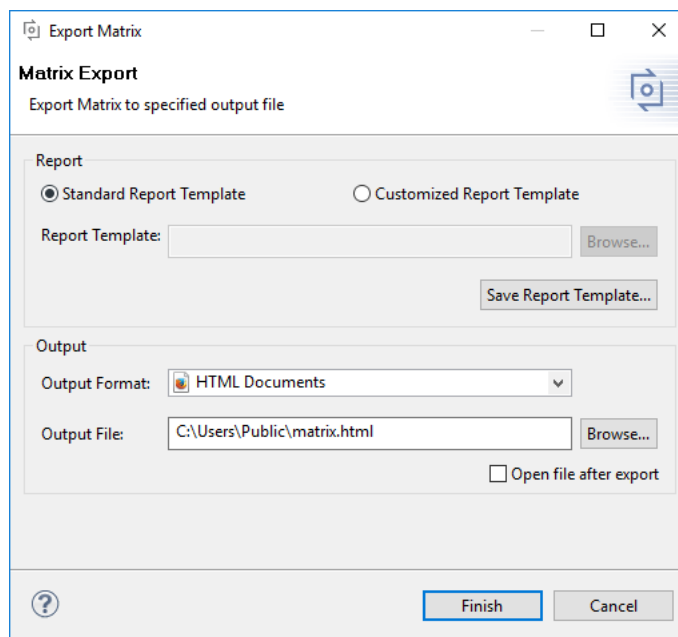 Export Matrix
Matrix Export
Export Matrix to specified output file
Report
Standard Report Template Customized Report Template
Report Template: Browse...
Save Report Template...
Output
Output Format: HTML Documents
Output File: C:\Users\Public\matrix.html Browse...
Open file after export
? Finish Cancel